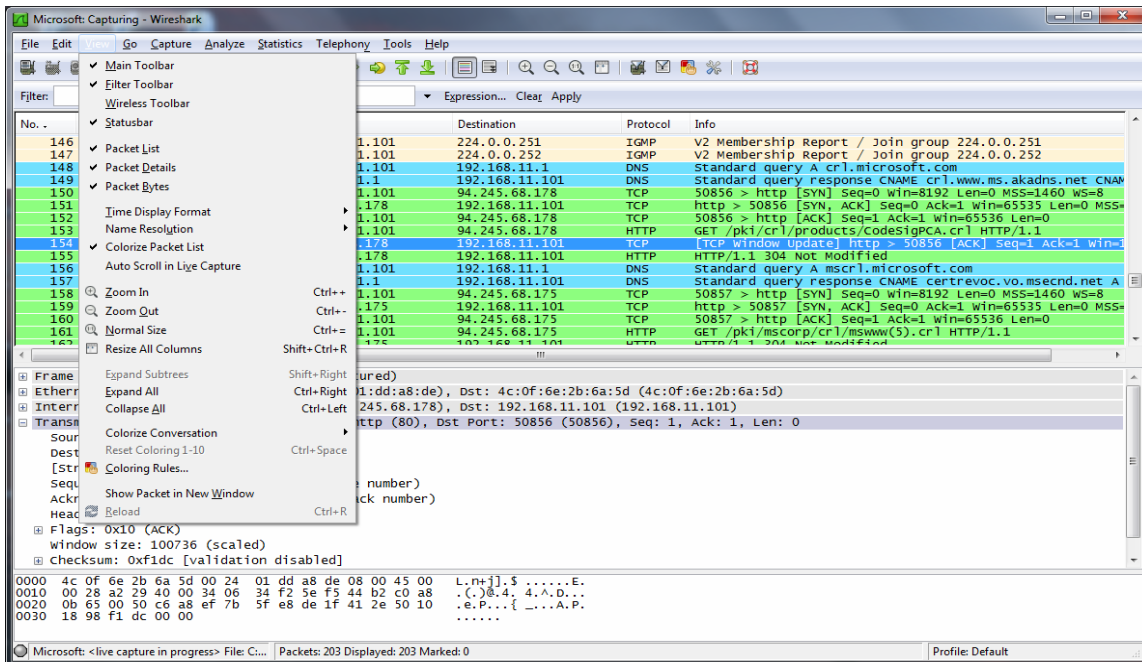 Microsoft: Capturing - Wireshark
File Edit View Go Capture Analyze Statistics Telephony Tools Help
Filter: Expression... Clear Apply
Main Toolbar
Filter Toolbar
Wireless Toolbar
Statusbar
Packet List
Packet Details
Packet Bytes
Time Display Format
Name Resolution
Colorize Packet List
Auto Scroll in Live Capture
Zoom In Ctrl++
Zoom Out Ctrl+-
Normal Size Ctrl+=
Resize All Columns Shift+Ctrl+R
Expand Subtrees Shift+Right
Expand All Ctrl+Right
Collapse All Ctrl+Left
Colorize Conversation
Reset Coloring 1-10 Ctrl+Space
Coloring Rules...
Show Packet in New Window
Reload Ctrl+R
No. . Destination Protocol Info
146 1.101 224.0.0.251 IGMP V2 Membership Report / Join group 224.0.0.251
147 1.101 224.0.0.252 IGMP V2 Membership Report / Join group 224.0.0.252
148 1.101 192.168.11.1 DNS Standard query A crl.microsoft.com
149 1.1 192.168.11.101 DNS Standard query response CNAME crl.www.ms.akadns.net CNAM
150 1.101 94.245.68.178 TCP 50856 > http [SYN] Seq=0 Win=8192 Len=0 MSS=1460 WS=8
151 .178 192.168.11.101 TCP http > 50856 [SYN, ACK] Seq=0 Ack=1 Win=65535 Len=0 MSS=
152 1.101 94.245.68.178 TCP 50856 > http [ACK] Seq=1 Ack=1 Win=65536 Len=0
153 1.101 94.245.68.178 HTTP GET /pki/crl/products/CodeSigPCA.crl HTTP/1.1
154 .178 192.168.11.101 TCP [TCP Window Update] http > 50856 [ACK] Seq=1 Ack=1 Win=1
155 .178 192.168.11.101 HTTP HTTP/1.1 304 Not Modified
156 1.101 192.168.11.1 DNS Standard query A mscrl.microsoft.com
157 1.1 192.168.11.101 DNS Standard query response CNAME certrevoc.vo.msecnd.net A
158 1.101 94.245.68.175 TCP 50857 > http [SYN] Seq=0 Win=8192 Len=0 MSS=1460 WS=8
159 .175 192.168.11.101 TCP http > 50857 [SYN, ACK] Seq=0 Ack=1 Win=65535 Len=0 MSS=
160 1.101 94.245.68.175 TCP 50857 > http [ACK] Seq=1 Ack=1 Win=65536 Len=0
161 1.101 94.245.68.175 HTTP GET /pki/mscorp/crl/mswww(5).crl HTTP/1.1
162 .175 192.168.11.101 HTTP HTTP/1.1 304 Not Modified
Frame tured)
Ethern 01:dd:a8:de), Dst: 4c:0f:6e:2b:6a:5d (4c:0f:6e:2b:6a:5d)
Interr 245.68.178), Dst: 192.168.11.101 (192.168.11.101)
Transm ttp (80), Dst Port: 50856 (50856), Seq: 1, Ack: 1, Len: 0
Sour
Dest
[Str
Sequ e number)
Ackr ack number)
Head
Flags: 0x10 (ACK)
Window size: 100736 (scaled)
Checksum: 0xf1dc [validation disabled]
0000 4c 0f 6e 2b 6a 5d 00 24 01 dd a8 de 08 00 45 00 L.n+j].$ ......E.
0010 00 28 a2 29 40 00 34 06 34 f2 5e f5 44 b2 c0 a8 .(.)@.4. 4.^.D...
0020 0b 65 00 50 c6 a8 ef 7b 5f e8 de 1f 41 2e 50 10 .e.P...{ _...A.P.
0030 18 98 f1 dc 00 00 ......
Microsoft: <live capture in progress> File: C:... Packets: 203 Displayed: 203 Marked: 0 Profile: Default